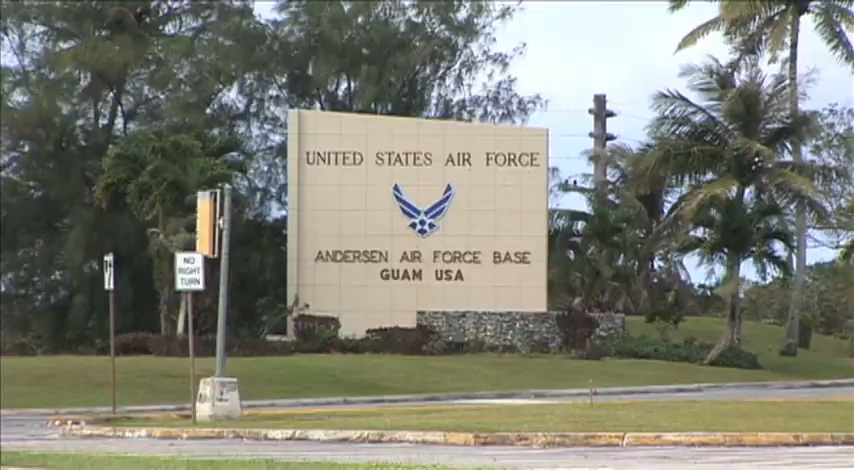 UNITED STATES AIR FORCE
ANDERSEN AIR FORCE BASE
GUAM USA
NO
RIGHT
TURN